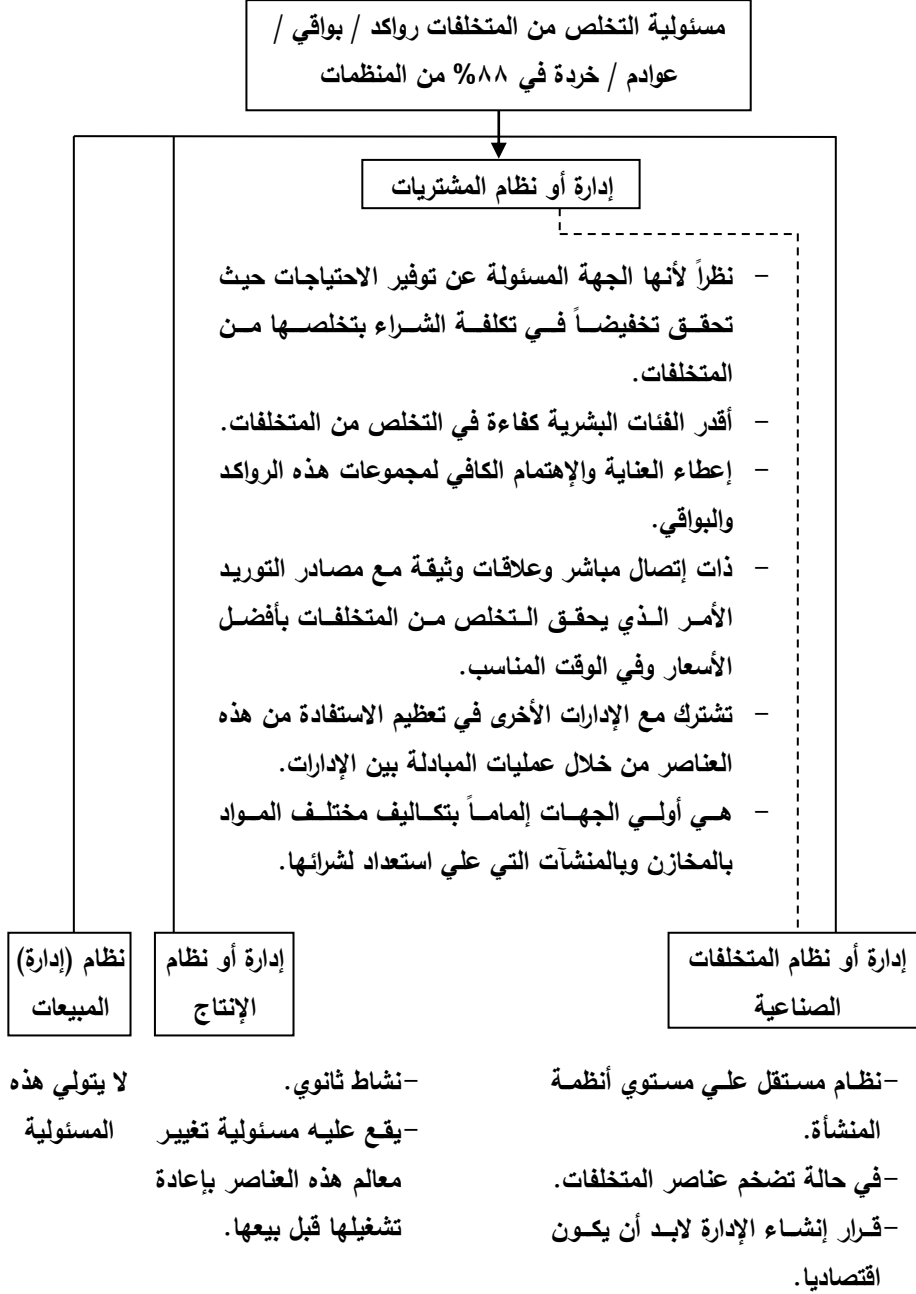 مسئولية التخلص من المتخلفات رواكد / بواقي /
عوادم / خردة في ٨٨% من المنظمات
إدارة أو نظام المشتريات
- نظراً لأنها الجهة المسئولة عن توفير الاحتياجات حيث
تحقق تخفيضاً في تكلفة الشراء بتخلصها من
المتخلفات.
- أقدر الفئات البشرية كفاءة في التخلص من المتخلفات.
- إعطاء العناية والإهتمام الكافي لمجموعات هذه الرواكد
والبواقي.
- ذات إتصال مباشر وعلاقات وثيقة مع مصادر التوريد
الأمر الذي يحقق التخلص من المتخلفات بأفضل
الأسعار وفي الوقت المناسب.
- تشترك مع الإدارات الأخرى في تعظيم الاستفادة من هذه
العناصر من خلال عمليات المبادلة بين الإدارات.
- هي أولي الجهات إلماماً بتكاليف مختلف المواد
بالمخازن وبالمنشآت التي علي استعداد لشرائها.
إدارة أو نظام المتخلفات
الصناعية
-نظام مستقل علي مستوي أنظمة
المنشأة.
-في حالة تضخم عناصر المتخلفات.
-قرار إنشاء الإدارة لابد أن يكون
اقتصاديا.
إدارة أو نظام
الإنتاج
-نشاط ثانوي.
-يقع عليه مسئولية تغيير
معالم هذه العناصر بإعادة
تشغيلها قبل بيعها.
نظام (إدارة)
المبيعات
لا يتولي هذه
المسئولية